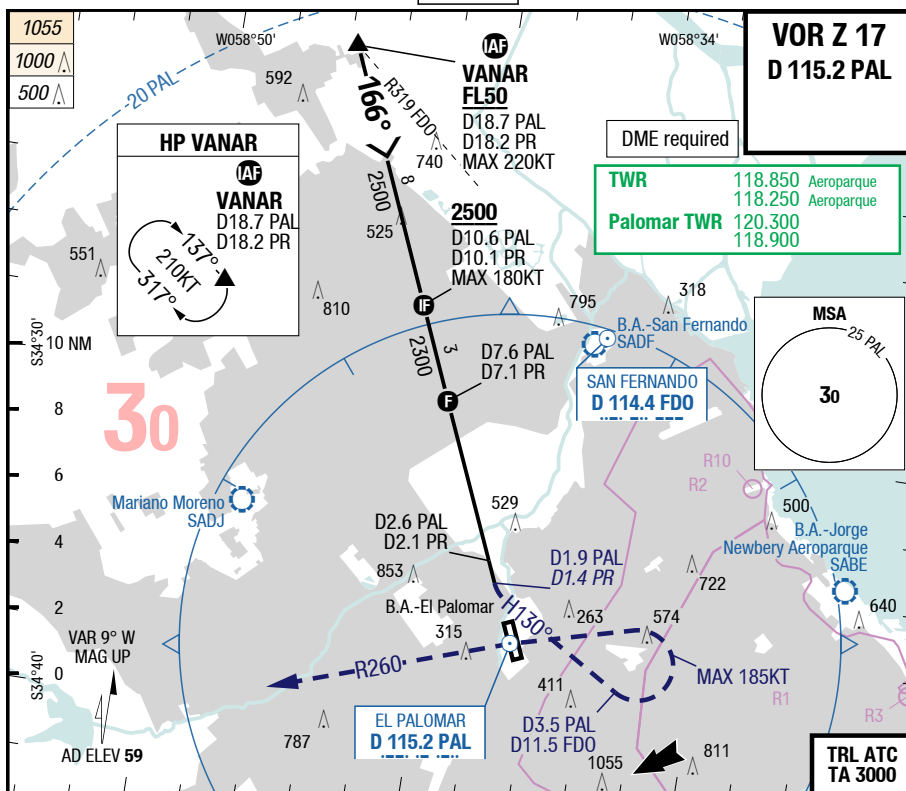 1055
1000
500
W058°50'
W058°34'
VOR Z 17
D 115.2 PAL
20 PAL
592
166°
R319 FDO
IAF
VANAR
FL50
D18.7 PAL
D18.2 PR
MAX 220KT
740
DME required
TWR 118.850 Aeroparque
118.250 Aeroparque
Palomar TWR 120.300
118.900
HP VANAR
IAF
VANAR
D18.7 PAL
D18.2 PR
137°
210KT
317°
551
8
2500
525
2500
D10.6 PAL
D10.1 PR
MAX 180KT
810
IF
795
318
B.A.-San Fernando
SADF
MSA
25 PAL
30
S34°30'
10 NM
3
2300
D7.6 PAL
D7.1 PR
F
SAN FERNANDO
D 114.4 FDO
8
30
6
Mariano Moreno
SADJ
R10
R2
529
500
B.A.-Jorge
Newbery Aeroparque
SABE
4
D2.6 PAL
D2.1 PR
853
D1.9 PAL
D1.4 PR
722
2
B.A.-El Palomar
H130°
263
574
640
VAR 9° W
MAG UP
315
S34°40'
0
R260
MAX 185KT
R1
R3
411
EL PALOMAR
D 115.2 PAL
D3.5 PAL
D11.5 FDO
787
AD ELEV 59
1055
811
TRL ATC
TA 3000